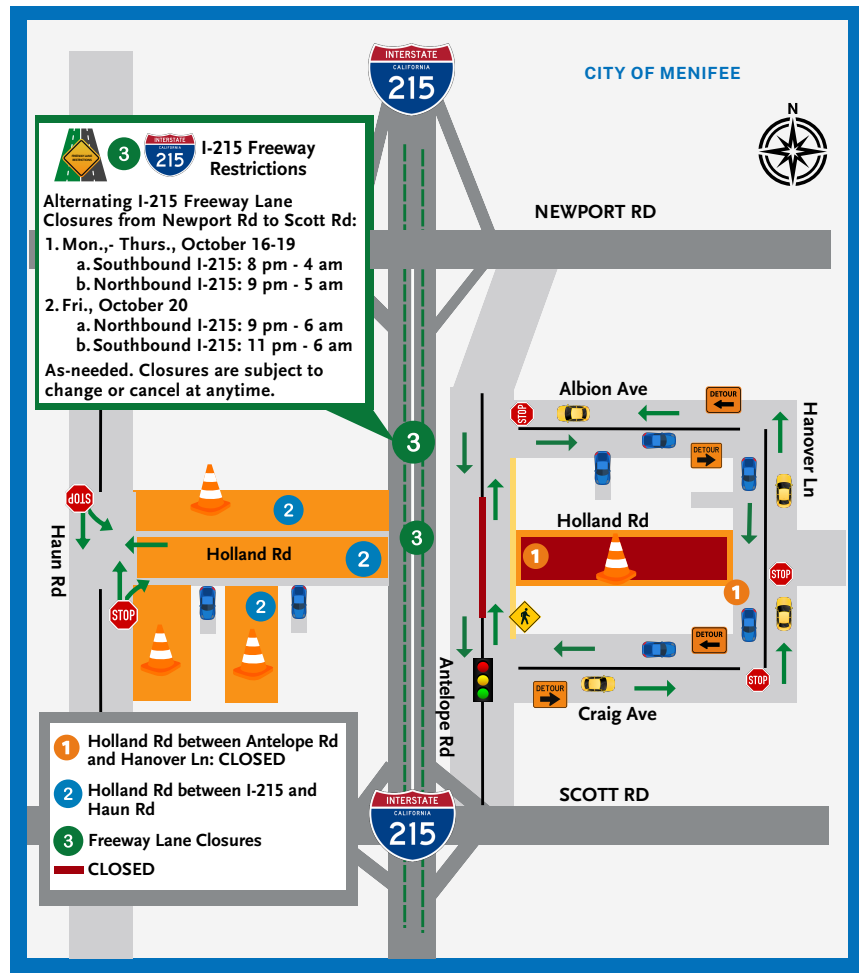 INTERSTATE
CALIFORNIA
215
CITY OF MENIFEE
N
3
INTERSTATE
CALIFORNIA
215
I-215 Freeway
Restrictions
Alternating I-215 Freeway Lane
Closures from Newport Rd to Scott Rd:
1. Mon.,- Thurs., October 16-19
a. Southbound I-215: 8 pm - 4 am
b. Northbound I-215: 9 pm - 5 am
2. Fri., October 20
a. Northbound I-215: 9 pm - 6 am
b. Southbound I-215: 11 pm - 6 am
As-needed. Closures are subject to
change or cancel at anytime.
NEWPORT RD
Albion Ave
DETOUR
STOP
Hanover Ln
3
DETOUR
STOP
2
Holland Rd
Haun Rd
Holland Rd
2
3
1
STOP
1
2
STOP
DETOUR
Antelope Rd
STOP
DETOUR
Craig Ave
1
Holland Rd between Antelope Rd
and Hanover Ln: CLOSED
2
Holland Rd between I-215 and
Haun Rd
3
Freeway Lane Closures
CLOSED
SCOTT RD
INTERSTATE
CALIFORNIA
215